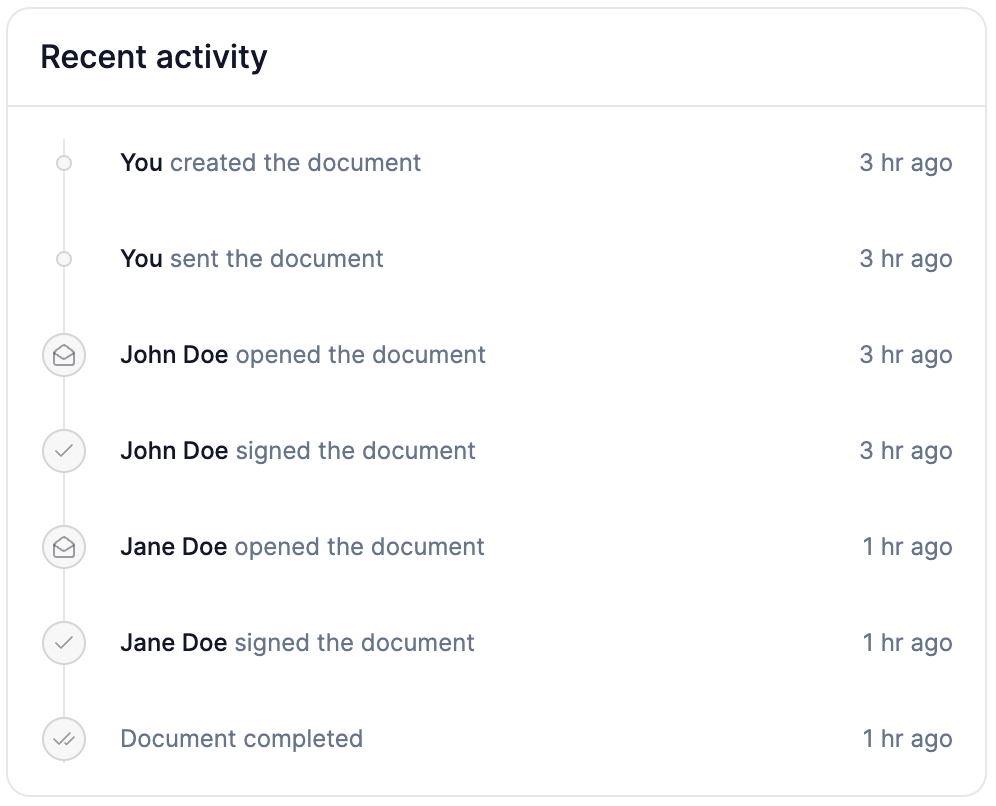 Recent activity
You created the document 3 hr ago
You sent the document 3 hr ago
John Doe opened the document 3 hr ago
John Doe signed the document 3 hr ago
Jane Doe opened the document 1 hr ago
Jane Doe signed the document 1 hr ago
Document completed 1 hr ago